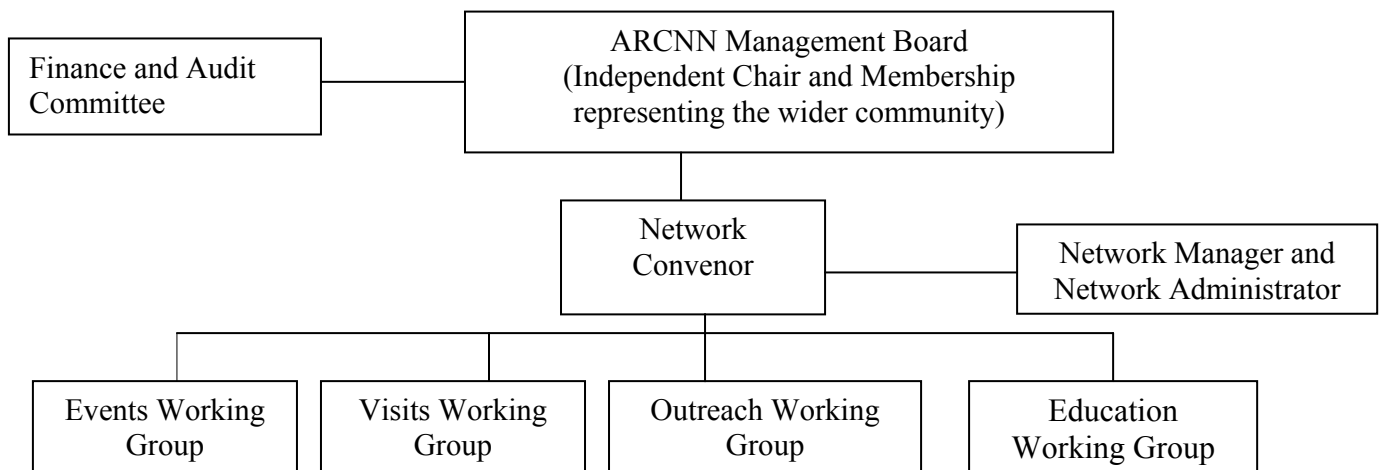 Finance and Audit
Committee
ARCNN Management Board
(Independent Chair and Membership
representing the wider community)
Network
Convenor
Network Manager and
Network Administrator
Events Working
Group
Visits Working
Group
Outreach Working
Group
Education
Working Group